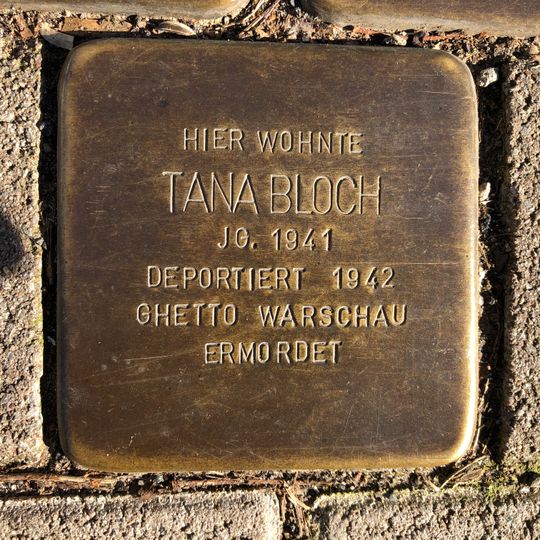 HIER WOHNTE
TANA BLOCH
JG. 1941
DEPORTIERT 1942
GHETTO WARSCHAU
ERMORDET